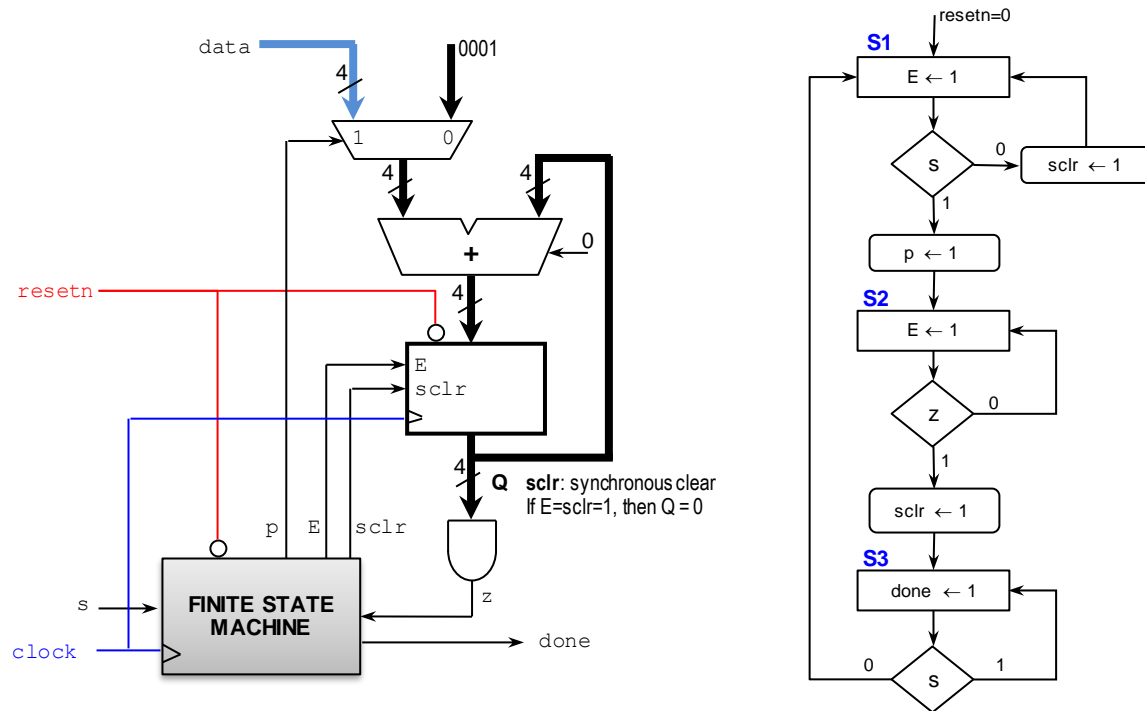 data
0001
4
1
0
4
4
+
0
resetn
4
E
sclr
4
Q sclr: synchronous clear
If E=sclr=1, then Q = 0
p
E
sclr
z
s
FINITE STATE
MACHINE
clock
done
resetn=0
S1
E ← 1
s
0
sclr ← 1
1
p ← 1
S2
E ← 1
z
0
1
sclr ← 1
S3
done ← 1
0
s
1